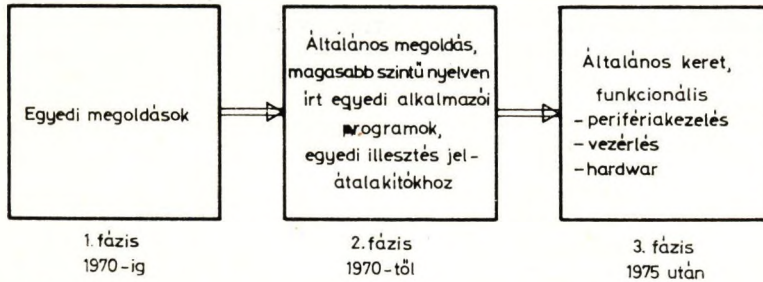 Egyedi megoldások
Általános megoldás,
magasabb szintű nyelven
írt egyedi alkalmazói
programok,
egyedi illesztés jel-
átalakítókhoz
Általános keret,
funkcionális
- perifériakezelés
- vezérlés
- hardwar
1. fázis
1970-ig
2. fázis
1970-től
3. fázis
1975 után